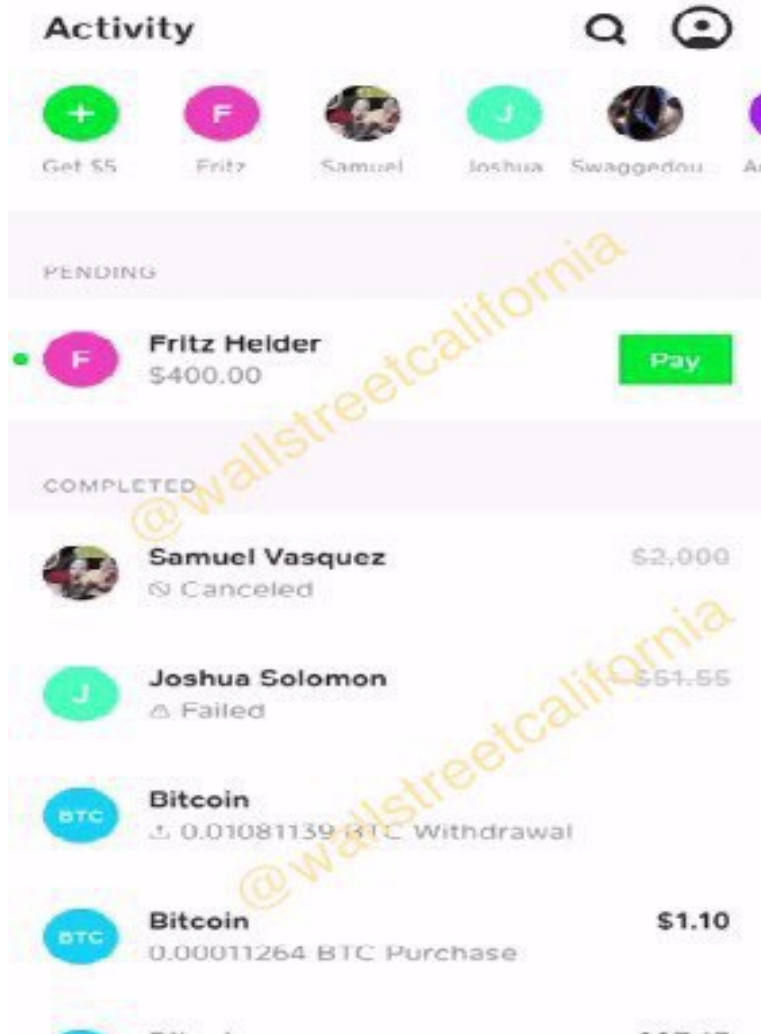 Activity
F
J
Get $5
Fritz
Samuel
Joshua
Swaggedou...
PENDING
F
Fritz Helder
$400.00
Pay
COMPLETED
@wallstreetcalifornia
Samuel Vasquez
$2,000
Canceled
J
Joshua Solomon
$51.55
Failed
@wallstreetcalifornia
BTC
Bitcoin
0.01081139 BTC Withdrawal
BTC
Bitcoin
$1.10
0.00011264 BTC Purchase